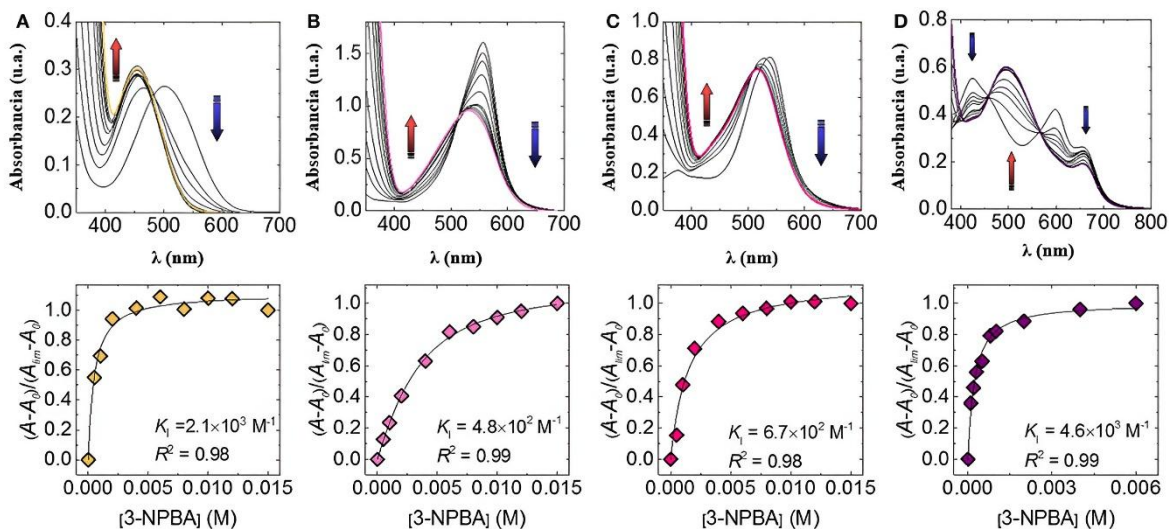 A
Absorbancia (u.a.)
0.4
0.3
0.2
0.1
0.0
400 500 600 700
λ (nm)
B
Absorbancia (u.a.)
1.5
1.0
0.5
0.0
400 500 600 700
λ (nm)
C
Absorbancia (u.a.)
1.0
0.8
0.6
0.4
0.2
0.0
400 500 600 700
λ (nm)
D
Absorbancia (u.a.)
0.8
0.6
0.4
0.2
0.0
400 500 600 700 800
λ (nm)
(A-A₀)/(Aₗᵢₘ-A₀)
1.0
0.8
0.6
0.4
0.2
0.0
K_I =2.1×10³ M⁻¹
R² = 0.98
0.000 0.005 0.010 0.015
[3-NPBA] (M)
(A-A₀)/(Aₗᵢₘ-A₀)
1.0
0.8
0.6
0.4
0.2
0.0
K_I = 4.8×10² M⁻¹
R² = 0.99
0.000 0.005 0.010 0.015
[3-NPBA] (M)
(A-A₀)/(Aₗᵢₘ-A₀)
1.0
0.8
0.6
0.4
0.2
0.0
K_I = 6.7×10² M⁻¹
R² = 0.98
0.000 0.005 0.010 0.015
[3-NPBA] (M)
(A-A₀)/(Aₗᵢₘ-A₀)
1.0
0.8
0.6
0.4
0.2
0.0
K_I = 4.6×10³ M⁻¹
R² = 0.99
0.000 0.003 0.006
[3-NPBA] (M)